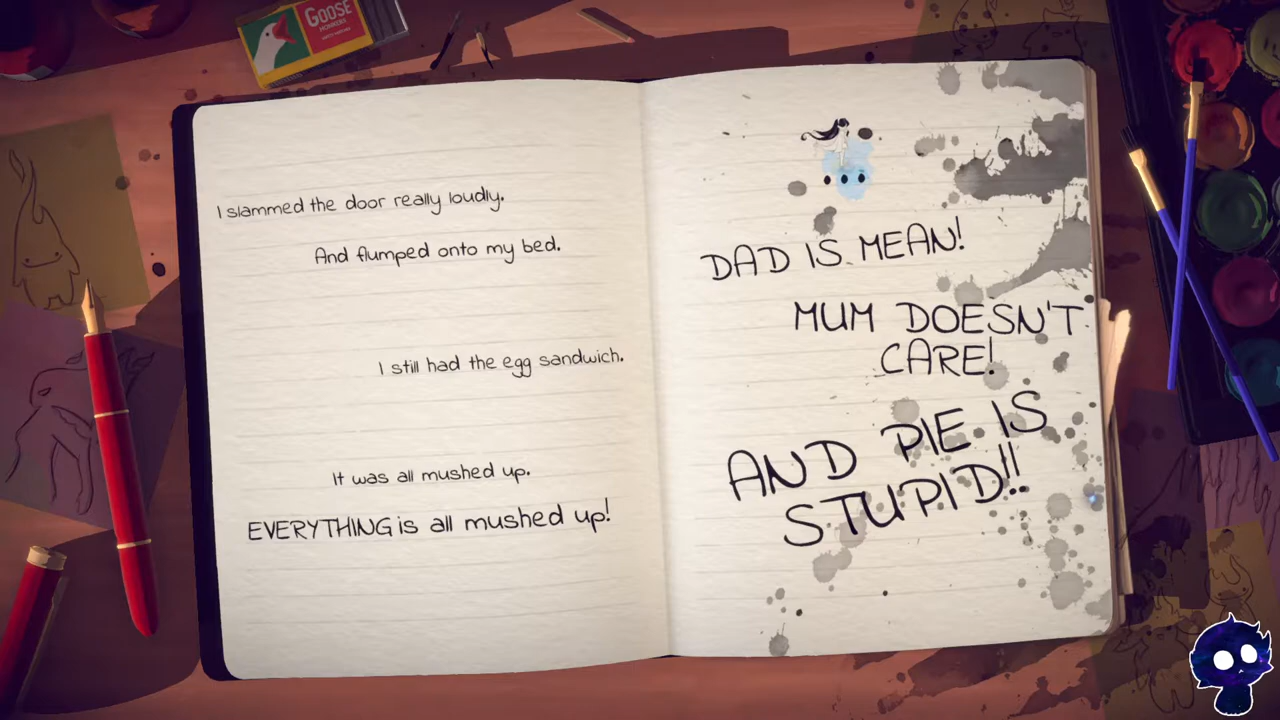 GOOSE
I slammed the door really loudly.
And flumped onto my bed.
I still had the egg sandwich.
It was all mushed up.
EVERYTHING is all mushed up!
DAD IS MEAN!
MUM DOESN'T
CARE!
AND PIE IS
STUPID!!